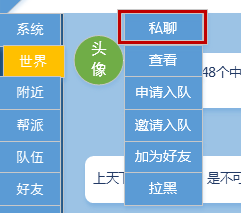 系统
世界
附近
帮派
队伍
好友
头
像
私聊
查看
申请入队
邀请入队
加为好友
拉黑
48个中
上天
是不可